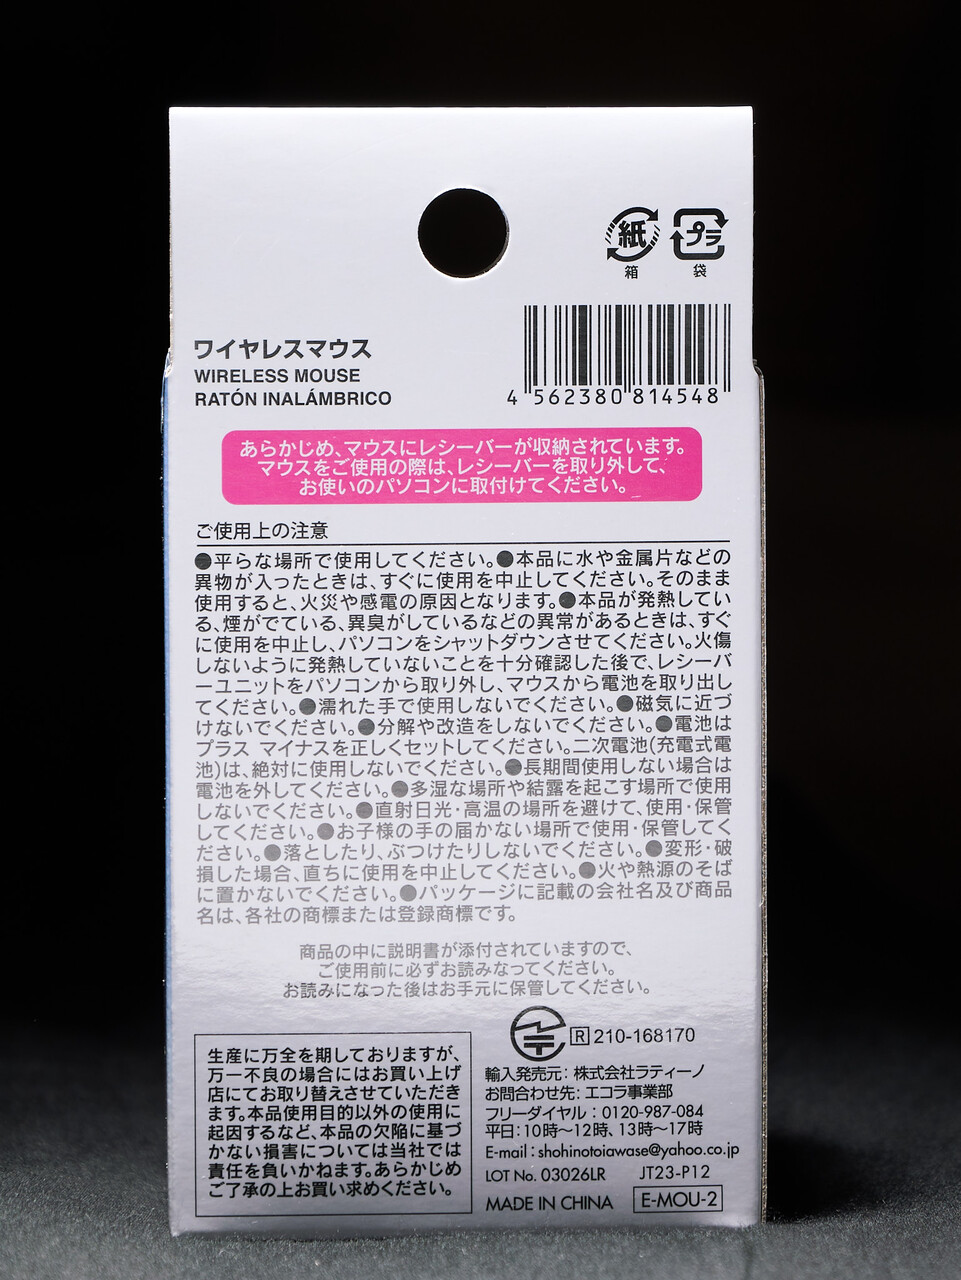 紙
箱
プラ
袋
ワイヤレスマウス
WIRELESS MOUSE
RATÓN INALÁMBRICO
4 562380 814548
あらかじめ、マウスにレシーバーが収納されています。
マウスをご使用の際は、レシーバーを取り外して、
お使いのパソコンに取付けてください。
ご使用上の注意
●平らな場所で使用してください。●本品に水や金属片などの
異物が入ったときは、すぐに使用を中止してください。そのまま
使用すると、火災や感電の原因となります。●本品が発熱してい
る、煙がでている、異臭がしているなどの異常があるときは、すぐ
に使用を中止し、パソコンをシャットダウンさせてください。火傷
しないように発熱していないことを十分確認した後で、レシーバ
ーユニットをパソコンから取り外し、マウスから電池を取り出し
てください。●濡れた手で使用しないでください。●磁気に近づ
けないでください。●分解や改造をしないでください。●電池は
プラス マイナスを正しくセットしてください。二次電池(充電式電
池)は、絶対に使用しないでください。●長期間使用しない場合は
電池を外してください。●多湿な場所や結露を起こす場所で使用
しないでください。●直射日光・高温の場所を避けて、使用・保管
してください。●お子様の手の届かない場所で使用・保管してく
ださい。●落としたり、ぶつけたりしないでください。●変形・破
損した場合、直ちに使用を中止してください。●火や熱源のそば
に置かないでください。●パッケージに記載の会社名及び商品
名は、各社の商標または登録商標です。
商品の中に説明書が添付されていますので、
ご使用前に必ずお読みなってください。
お読みになった後はお手元に保管してください。
R 210-168170
生産に万全を期しておりますが、
万一不良の場合にはお買い上げ
店にてお取り替えさせていただき
ます。本品使用目的以外の使用に
起因するなど、本品の欠陥に基づ
かない損害については当社では
責任を負いかねます。あらかじめ
ご了承の上お買い求めください。
輸入発売元：株式会社ラティーノ
お問合わせ先：エコラ事業部
フリーダイヤル：0120-987-084
平日：10時～12時、13時～17時
E-mail：shohinotoiawase@yahoo.co.jp
LOT No. 03026LR JT23-P12
MADE IN CHINA E-MOU-2